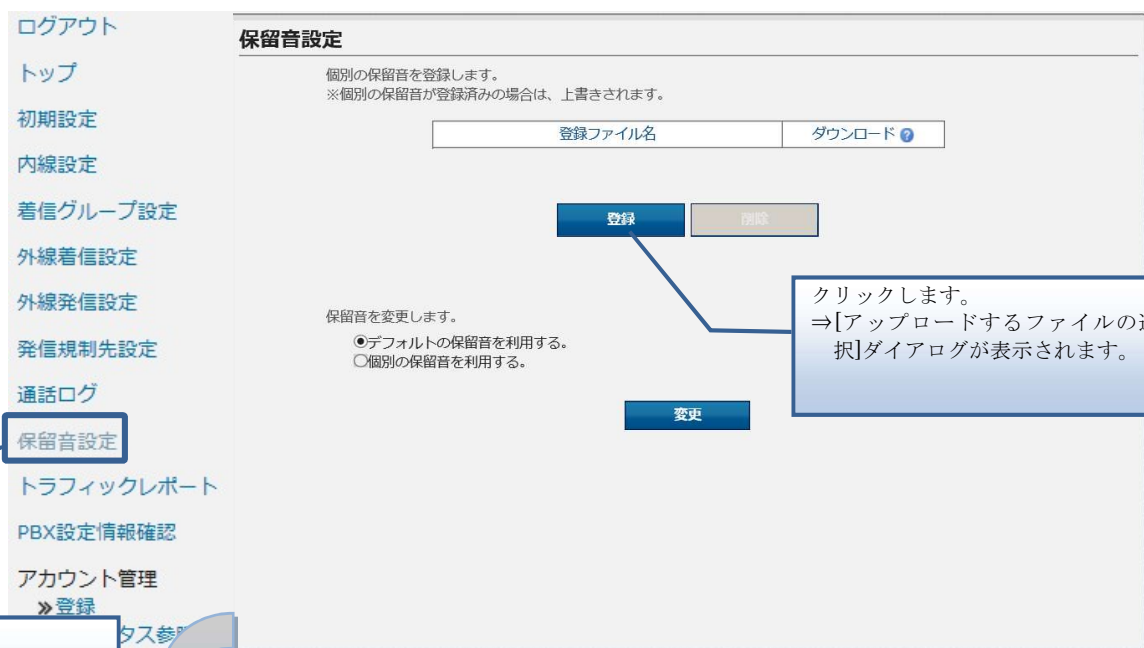 ログアウト
トップ
初期設定
内線設定
着信グループ設定
外線着信設定
外線発信設定
発信規制先設定
通話ログ
保留音設定
トラフィックレポート
PBX設定情報確認
アカウント管理
»登録
タス参
保留音設定
個別の保留音を登録します。
※個別の保留音が登録済みの場合は、上書きされます。
登録ファイル名 ダウンロード ?
登録 削除
クリックします。
⇒[アップロードするファイルの選
択]ダイアログが表示されます。
保留音を変更します。
デフォルトの保留音を利用する。
個別の保留音を利用する。
変更